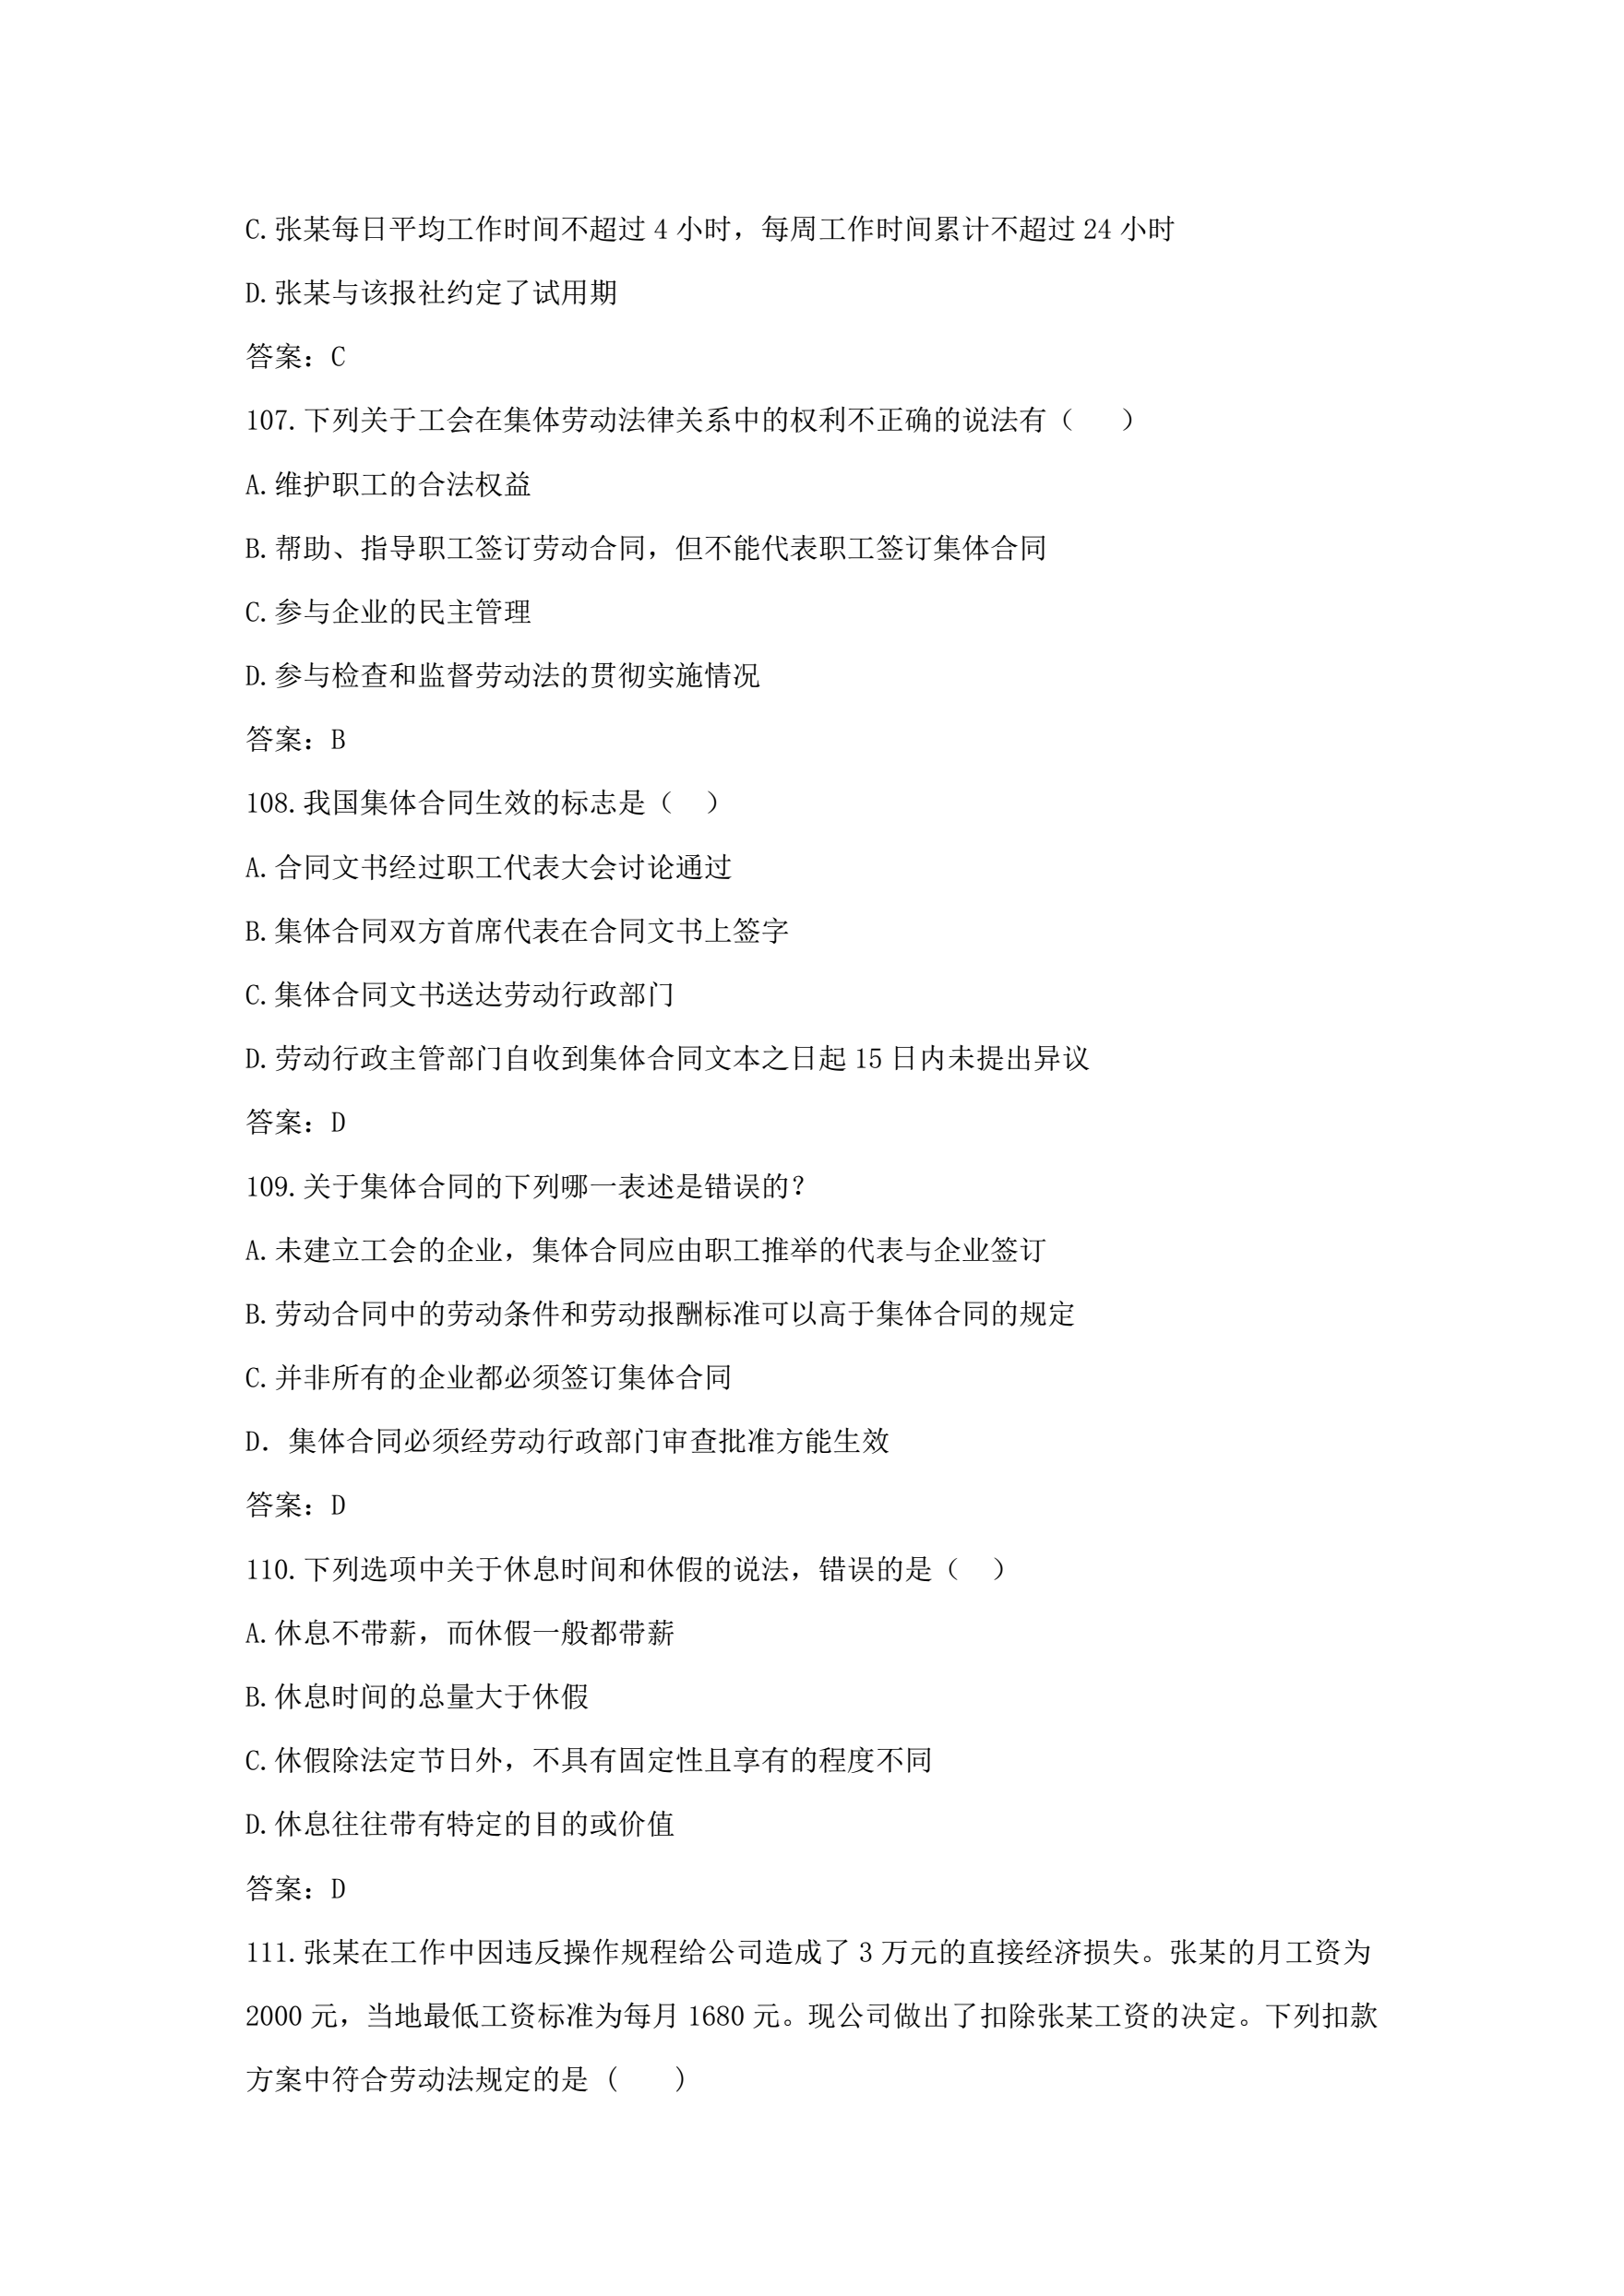 C.张某每日平均工作时间不超过 4 小时，每周工作时间累计不超过 24 小时
D.张某与该报社约定了试用期
答案：C
107.下列关于工会在集体劳动法律关系中的权利不正确的说法有（   ）
A.维护职工的合法权益
B.帮助、指导职工签订劳动合同，但不能代表职工签订集体合同
C.参与企业的民主管理
D.参与检查和监督劳动法的贯彻实施情况
答案：B
108.我国集体合同生效的标志是（  ）
A.合同文书经过职工代表大会讨论通过
B.集体合同双方首席代表在合同文书上签字
C.集体合同文书送达劳动行政部门
D.劳动行政主管部门自收到集体合同文本之日起 15 日内未提出异议
答案：D
109.关于集体合同的下列哪一表述是错误的？
A.未建立工会的企业，集体合同应由职工推举的代表与企业签订
B.劳动合同中的劳动条件和劳动报酬标准可以高于集体合同的规定
C.并非所有的企业都必须签订集体合同
D. 集体合同必须经劳动行政部门审查批准方能生效
答案：D
110.下列选项中关于休息时间和休假的说法，错误的是（  ）
A.休息不带薪，而休假一般都带薪
B.休息时间的总量大于休假
C.休假除法定节日外，不具有固定性且享有的程度不同
D.休息往往带有特定的目的或价值
答案：D
111.张某在工作中因违反操作规程给公司造成了 3 万元的直接经济损失。张某的月工资为
2000 元，当地最低工资标准为每月 1680 元。现公司做出了扣除张某工资的决定。下列扣款
方案中符合劳动法规定的是 (    )